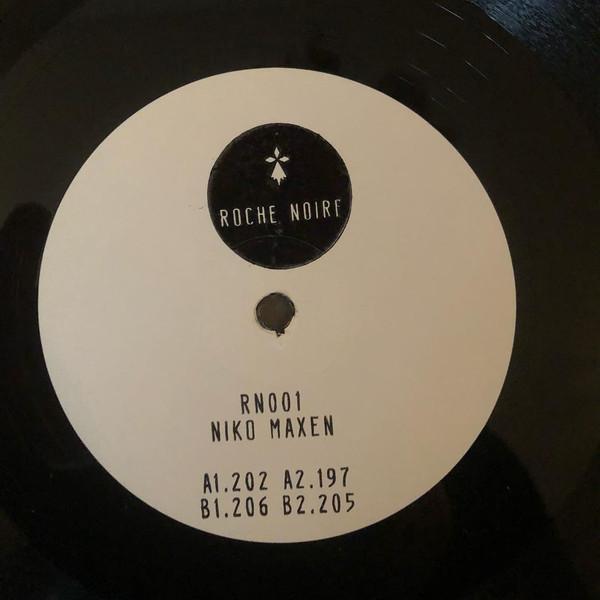 ROCHE NOIRE
RN001
NIKO MAXEN
A1.202 A2.197
B1.206 B2.205